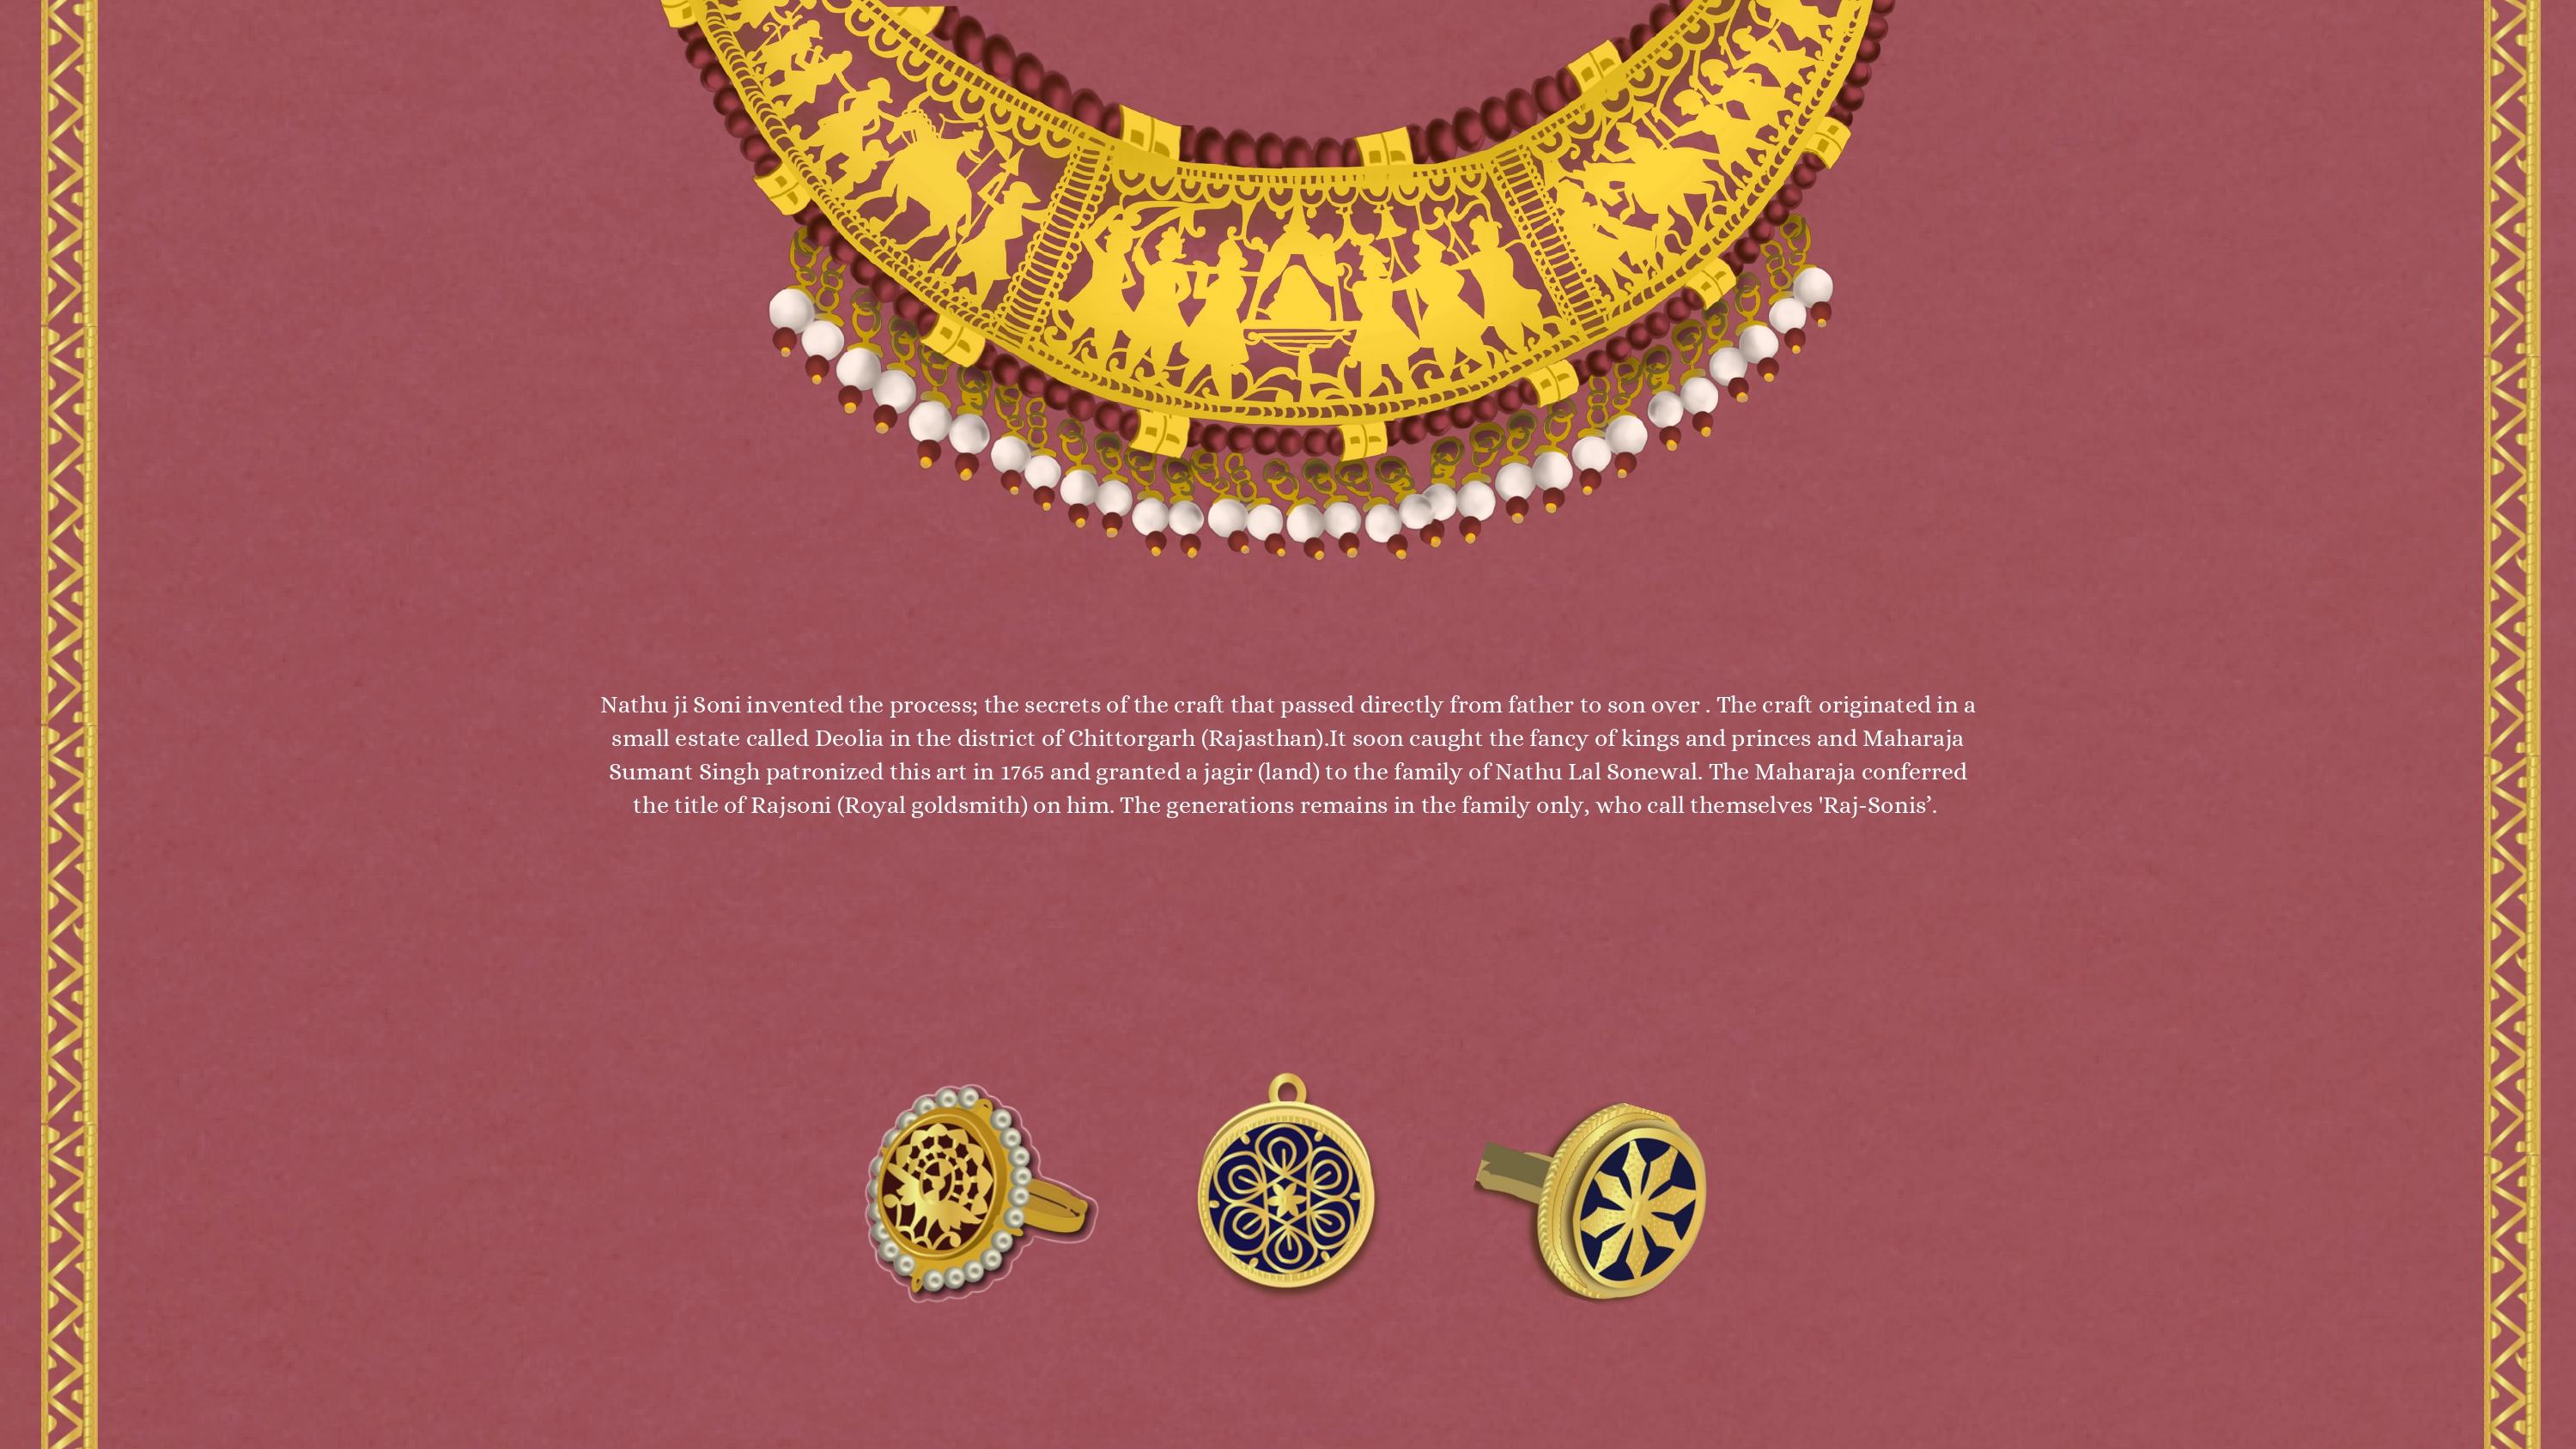 Nathu ji Soni invented the process; the secrets of the craft that passed directly from father to son over . The craft originated in a
small estate called Deolia in the district of Chittorgarh (Rajasthan).It soon caught the fancy of kings and princes and Maharaja
Sumant Singh patronized this art in 1765 and granted a jagir (land) to the family of Nathu Lal Sonewal. The Maharaja conferred
the title of Rajsoni (Royal goldsmith) on him. The generations remains in the family only, who call themselves 'Raj-Sonis’.